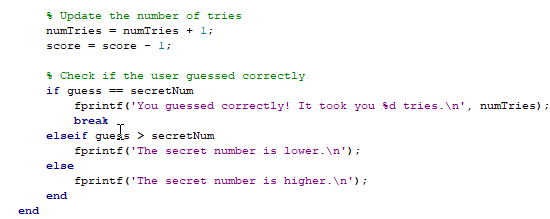 % Update the number of tries
numTries = numTries + 1;
score = score - 1;
% Check if the user guessed correctly
if guess == secretNum
fprintf('You guessed correctly! It took you %d tries.\n', numTries);
break
elseif guess > secretNum
fprintf('The secret number is lower.\n');
else
fprintf('The secret number is higher.\n');
end
end